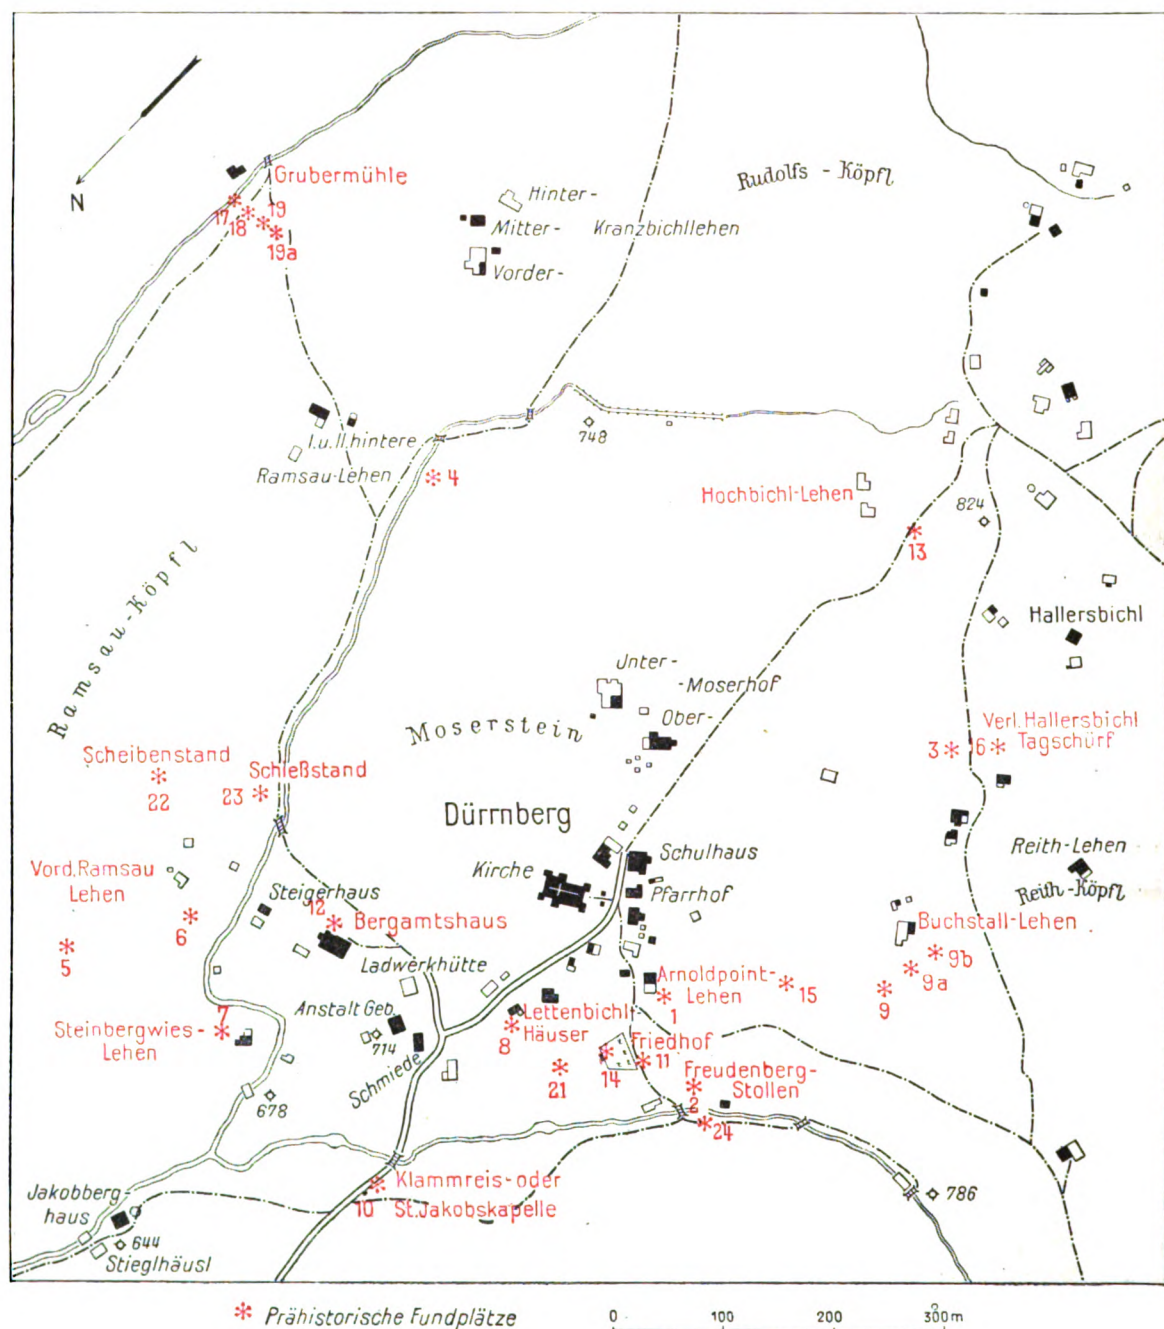 N
Grubermühle
17
18
19
19a
Hinter-
Mitter- Kranzbichllehen
Vorder-
Rudolfs-Köpfl
I.u.II.hintere
Ramsau-Lehen
4
748
Hochbichl-Lehen
824
13
Ramsau-Köpfl
Hallersbichl
Unter-
-Moserhof
Ober-
Moserstein
Verl.Hallersbichl
Tagschürf
3
16
Scheibenstand
22
Schießstand
23
Dürrnberg
Kirche
Schulhaus
Pfarrhof
Reith-Lehen
Reith-Köpfl
Vord.Ramsau
Lehen
Steigerhaus
12
Bergamtshaus
Buchstall-Lehen
6
5
Ladwerkhütte
Arnoldpoint-
Lehen
9b
9a
9
15
1
Anstalt Geb.
Lettenbichl-
Häuser
8
7
Steinbergwies-
Lehen
714
Schmiede
Friedhof
14
11
21
Freudenberg-
Stollen
2
24
678
Klammreis-oder
St.Jakobskapelle
10
786
Jakobberg-
haus
644
Stieglhäusl
Prähistorische Fundplätze
0 100 200 300m